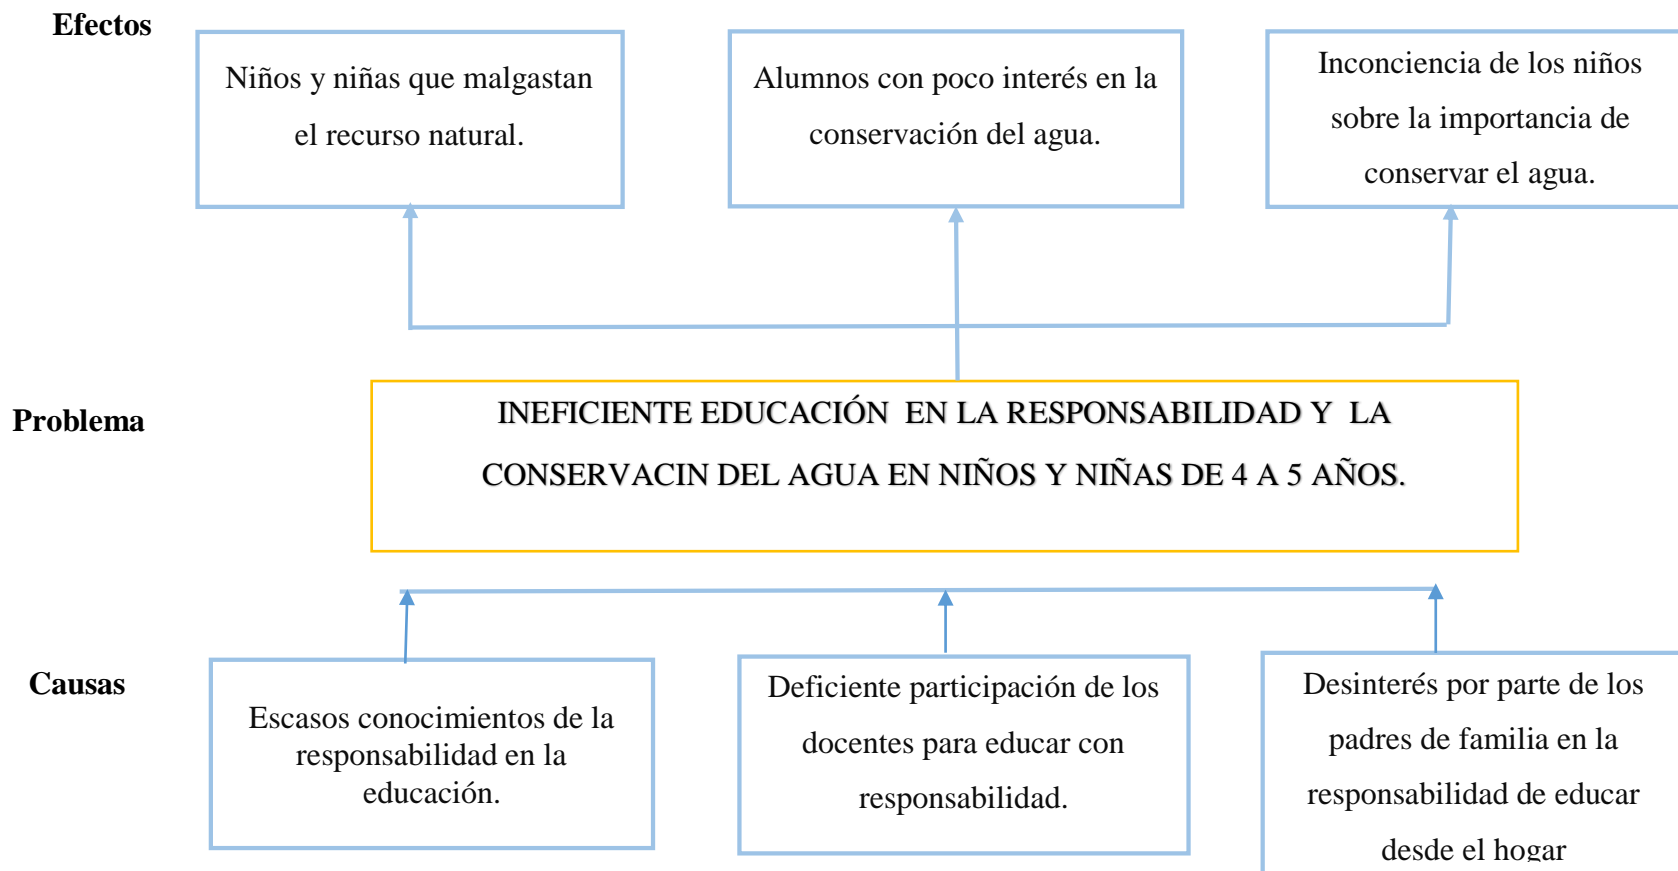 Efectos
Niños y niñas que malgastan
el recurso natural.
Alumnos con poco interés en la
conservación del agua.
Inconciencia de los niños
sobre la importancia de
conservar el agua.
Problema
INEFICIENTE EDUCACIÓN  EN LA RESPONSABILIDAD Y  LA
CONSERVACIN DEL AGUA EN NIÑOS Y NIÑAS DE 4 A 5 AÑOS.
Causas
Escasos conocimientos de la
responsabilidad en la
educación.
Deficiente participación de los
docentes para educar con
responsabilidad.
Desinterés por parte de los
padres de familia en la
responsabilidad de educar
desde el hogar